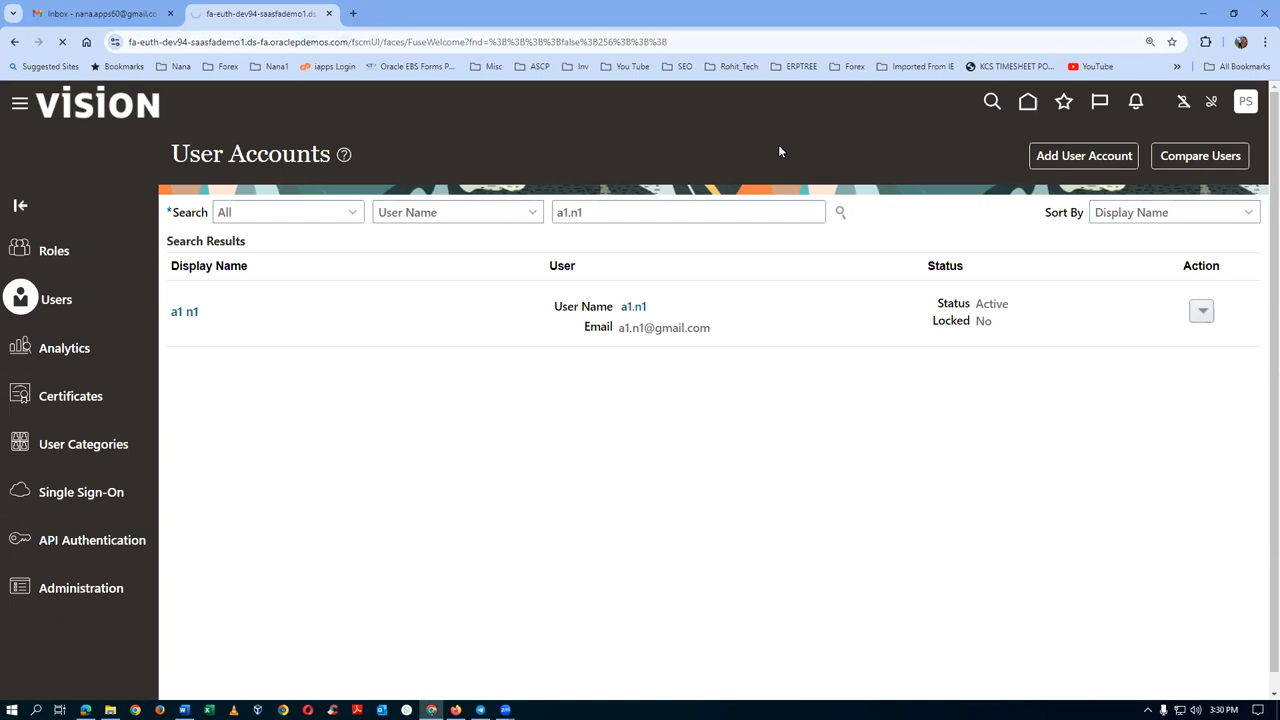 Inbox - nana.apps60@gmail.co
fa-euth-dev94-saasfademo1.ds
fa-euth-dev94-saasfademo1.ds-fa.oraclepdemos.com/fscmUI/faces/FuseWelcome?fnd=%3B%3B%3B%3Bfalse%3B256%3B%3B%3B
Suggested Sites
Bookmarks
Nana
Forex
Nana1
iapps Login
Oracle EBS Forms P...
Misc
ASCP
Inv
You Tube
SEO
Rohit_Tech
ERPTREE
Forex
Imported From IE
KCS TIMESHEET PO...
YouTube
»
All Bookmarks
VISION
PS
User Accounts ?
Add User Account
Compare Users
*Search All User Name a1.n1 Sort By Display Name
Search Results
Display Name User Status Action
a1 n1
User Name a1.n1
Email a1.n1@gmail.com
Status Active
Locked No
Roles
Users
Analytics
Certificates
User Categories
Single Sign-On
API Authentication
Administration
3:30 PM